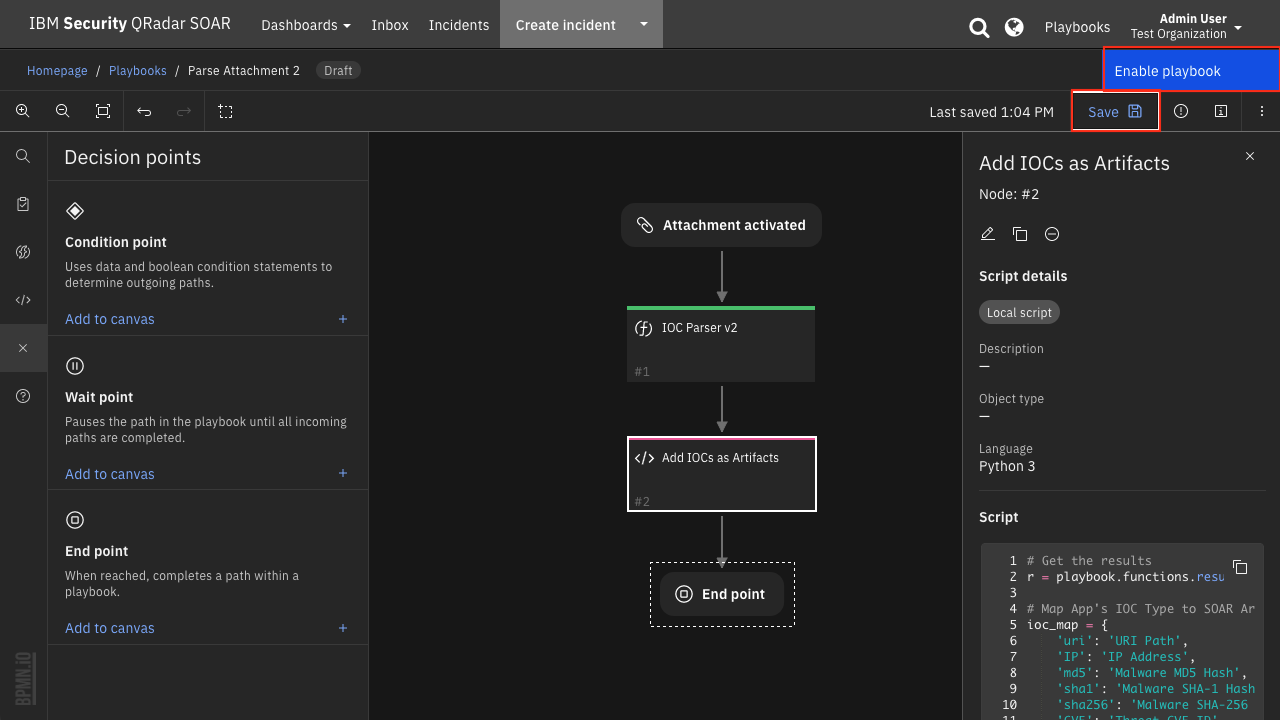 IBM Security QRadar SOAR
Dashboards
Inbox
Incidents
Create incident
Playbooks
Admin User
Test Organization
Homepage / Playbooks / Parse Attachment 2
Draft
Enable playbook
Last saved 1:04 PM
Save
Decision points
Condition point
Uses data and boolean condition statements to
determine outgoing paths.
Add to canvas +
Wait point
Pauses the path in the playbook until all incoming
paths are completed.
Add to canvas +
End point
When reached, completes a path within a
playbook.
Add to canvas +
BPMN.iO
Attachment activated
IOC Parser v2
#1
Add IOCs as Artifacts
#2
End point
Add IOCs as Artifacts
Node: #2
Script details
Local script
Description
—
Object type
—
Language
Python 3
Script
1 # Get the results
2 r = playbook.functions.resu
3
4 # Map App's IOC Type to SOAR Ar
5 ioc_map = {
6 'uri': 'URI Path',
7 'IP': 'IP Address',
8 'md5': 'Malware MD5 Hash',
9 'sha1': 'Malware SHA-1 Hash
10 'sha256': 'Malware SHA-256
11 'CVE': 'Threat CVE ID'